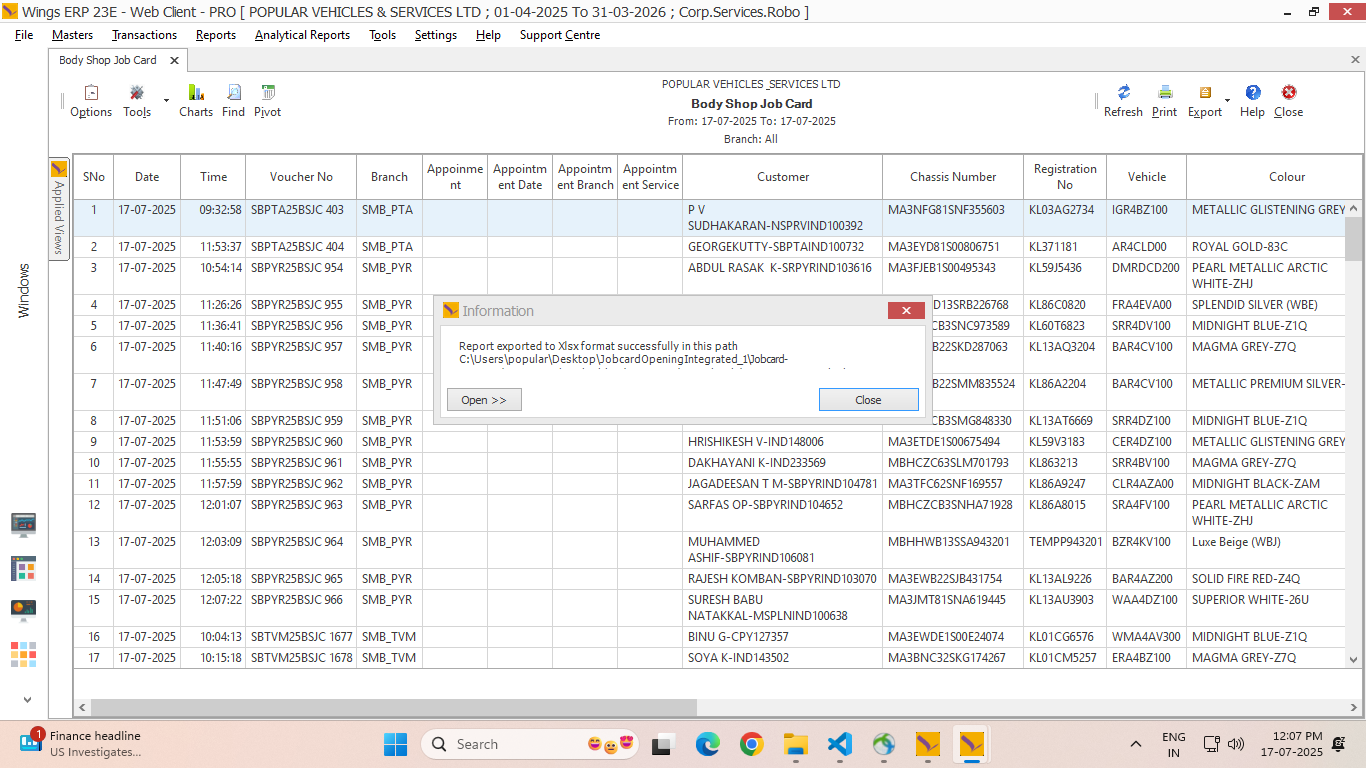 Wings ERP 23E - Web Client - PRO [ POPULAR VEHICLES & SERVICES LTD ; 01-04-2025 To 31-03-2026 ; Corp.Services.Robo ]
File Masters Transactions Reports Analytical Reports Tools Settings Help Support Centre
Body Shop Job Card
POPULAR VEHICLES_SERVICES LTD
Body Shop Job Card
From: 17-07-2025 To: 17-07-2025
Branch: All
Options Tools Charts Find Pivot
Refresh Print Export Help Close
Applied Views
Windows
SNo Date Time Voucher No Branch Appoinment Appointment Date Appointment Branch Appointment Service Customer Chassis Number Registration No Vehicle Colour
1 17-07-2025 09:32:58 SBPTA25BSJC 403 SMB_PTA P V SUDHAKARAN-NSPRVIND100392 MA3NFG81SNF355603 KL03AG2734 IGR4BZ100 METALLIC GLISTENING GREY
2 17-07-2025 11:53:37 SBPTA25BSJC 404 SMB_PTA GEORGEKUTTY-SBPTAIND100732 MA3EYD81S00806751 KL371181 AR4CLD00 ROYAL GOLD-83C
3 17-07-2025 10:54:14 SBPYR25BSJC 954 SMB_PYR ABDUL RASAK K-SRPYRIND103616 MA3FJEB1S00495343 KL59J5436 DMRDCD200 PEARL METALLIC ARCTIC WHITE-ZHJ
4 17-07-2025 11:26:26 SBPYR25BSJC 955 SMB_PYR D13SRB226768 KL86C0820 FRA4EVA00 SPLENDID SILVER (WBE)
5 17-07-2025 11:36:41 SBPYR25BSJC 956 SMB_PYR CB3SNC973589 KL60T6823 SRR4DV100 MIDNIGHT BLUE-Z1Q
6 17-07-2025 11:40:16 SBPYR25BSJC 957 SMB_PYR B22SKD287063 KL13AQ3204 BAR4CV100 MAGMA GREY-Z7Q
7 17-07-2025 11:47:49 SBPYR25BSJC 958 SMB_PYR B22SMM835524 KL86A2204 BAR4CV100 METALLIC PREMIUM SILVER-
8 17-07-2025 11:51:06 SBPYR25BSJC 959 SMB_PYR CB3SMG848330 KL13AT6669 SRR4DZ100 MIDNIGHT BLUE-Z1Q
9 17-07-2025 11:53:59 SBPYR25BSJC 960 SMB_PYR HRISHIKESH V-IND148006 MA3ETDE1S00675494 KL59V3183 CER4DZ100 METALLIC GLISTENING GREY
10 17-07-2025 11:55:55 SBPYR25BSJC 961 SMB_PYR DAKHAYANI K-IND233569 MBHCZC63SLM701793 KL863213 SRR4BV100 MAGMA GREY-Z7Q
11 17-07-2025 11:57:59 SBPYR25BSJC 962 SMB_PYR JAGADEESAN T M-SBPYRIND104781 MA3TFC62SNF169557 KL86A9247 CLR4AZA00 MIDNIGHT BLACK-ZAM
12 17-07-2025 12:01:07 SBPYR25BSJC 963 SMB_PYR SARFAS OP-SBPYRIND104652 MBHCZCB3SNHA71928 KL86A8015 SRA4FV100 PEARL METALLIC ARCTIC WHITE-ZHJ
13 17-07-2025 12:03:09 SBPYR25BSJC 964 SMB_PYR MUHAMMED ASHIF-SBPYRIND106081 MBHHWB13SSA943201 TEMPP943201 BZR4KV100 Luxe Beige (WBJ)
14 17-07-2025 12:05:18 SBPYR25BSJC 965 SMB_PYR RAJESH KOMBAN-SBPYRIND103070 MA3EWB22SJB431754 KL13AL9226 BAR4AZ200 SOLID FIRE RED-Z4Q
15 17-07-2025 12:07:22 SBPYR25BSJC 966 SMB_PYR SURESH BABU NATAKKAL-MSPLNIND100638 MA3JMT81SNA619445 KL13AU3903 WAA4DZ100 SUPERIOR WHITE-26U
16 17-07-2025 10:04:13 SBTVM25BSJC 1677 SMB_TVM BINU G-CPY127357 MA3EWDE1S00E24074 KL01CG6576 WMA4AV300 MIDNIGHT BLUE-Z1Q
17 17-07-2025 10:15:18 SBTVM25BSJC 1678 SMB_TVM SOYA K-IND143502 MA3BNC32SKG174267 KL01CM5257 ERA4BZ100 MAGMA GREY-Z7Q
Information
Report exported to Xlsx format successfully in this path
C:\Users\popular\Desktop\JobcardOpeningIntegrated_1\Jobcard-
Open >> Close
1
Finance headline
US Investigates...
Search
ENG
IN
12:07 PM
17-07-2025